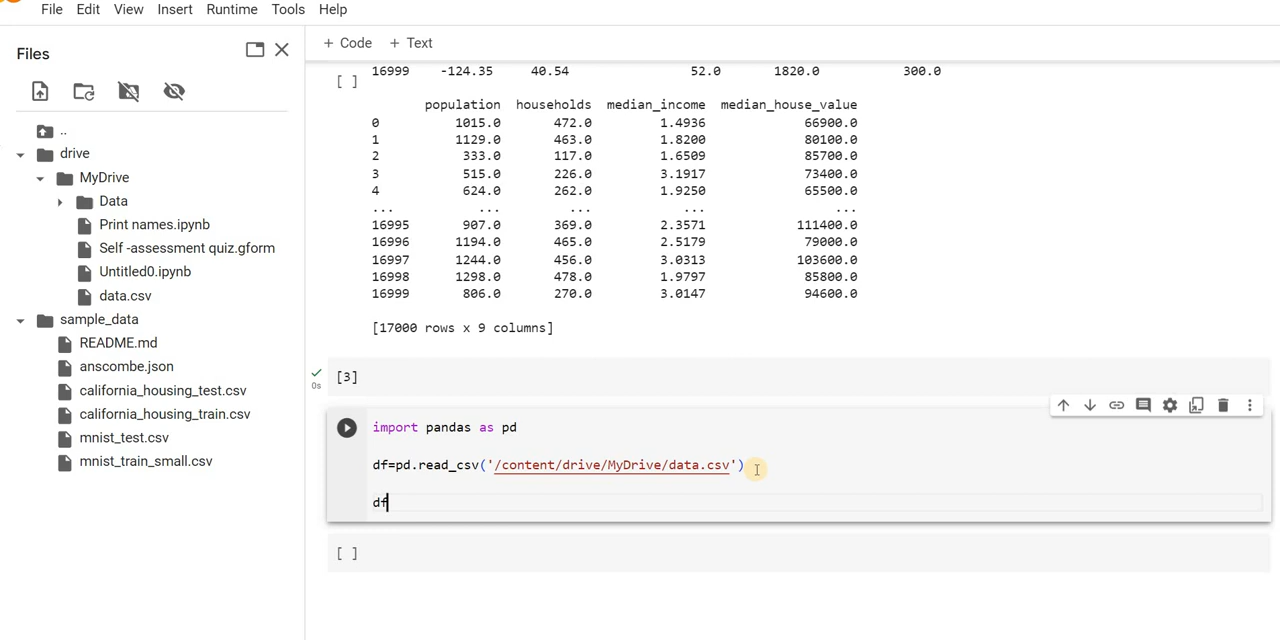 File Edit View Insert Runtime Tools Help
Files
..
drive
MyDrive
Data
Print names.ipynb
Self -assessment quiz.gform
Untitled0.ipynb
data.csv
sample_data
README.md
anscombe.json
california_housing_test.csv
california_housing_train.csv
mnist_test.csv
mnist_train_small.csv
+ Code + Text
[ ]
16999 -124.35 40.54 52.0 1820.0 300.0
population households median_income median_house_value
0 1015.0 472.0 1.4936 66900.0
1 1129.0 463.0 1.8200 80100.0
2 333.0 117.0 1.6509 85700.0
3 515.0 226.0 3.1917 73400.0
4 624.0 262.0 1.9250 65500.0
... ... ... ... ...
16995 907.0 369.0 2.3571 111400.0
16996 1194.0 465.0 2.5179 79000.0
16997 1244.0 456.0 3.0313 103600.0
16998 1298.0 478.0 1.9797 85800.0
16999 806.0 270.0 3.0147 94600.0
[17000 rows x 9 columns]
0s [3]
import pandas as pd
df=pd.read_csv('/content/drive/MyDrive/data.csv')
df
[ ]